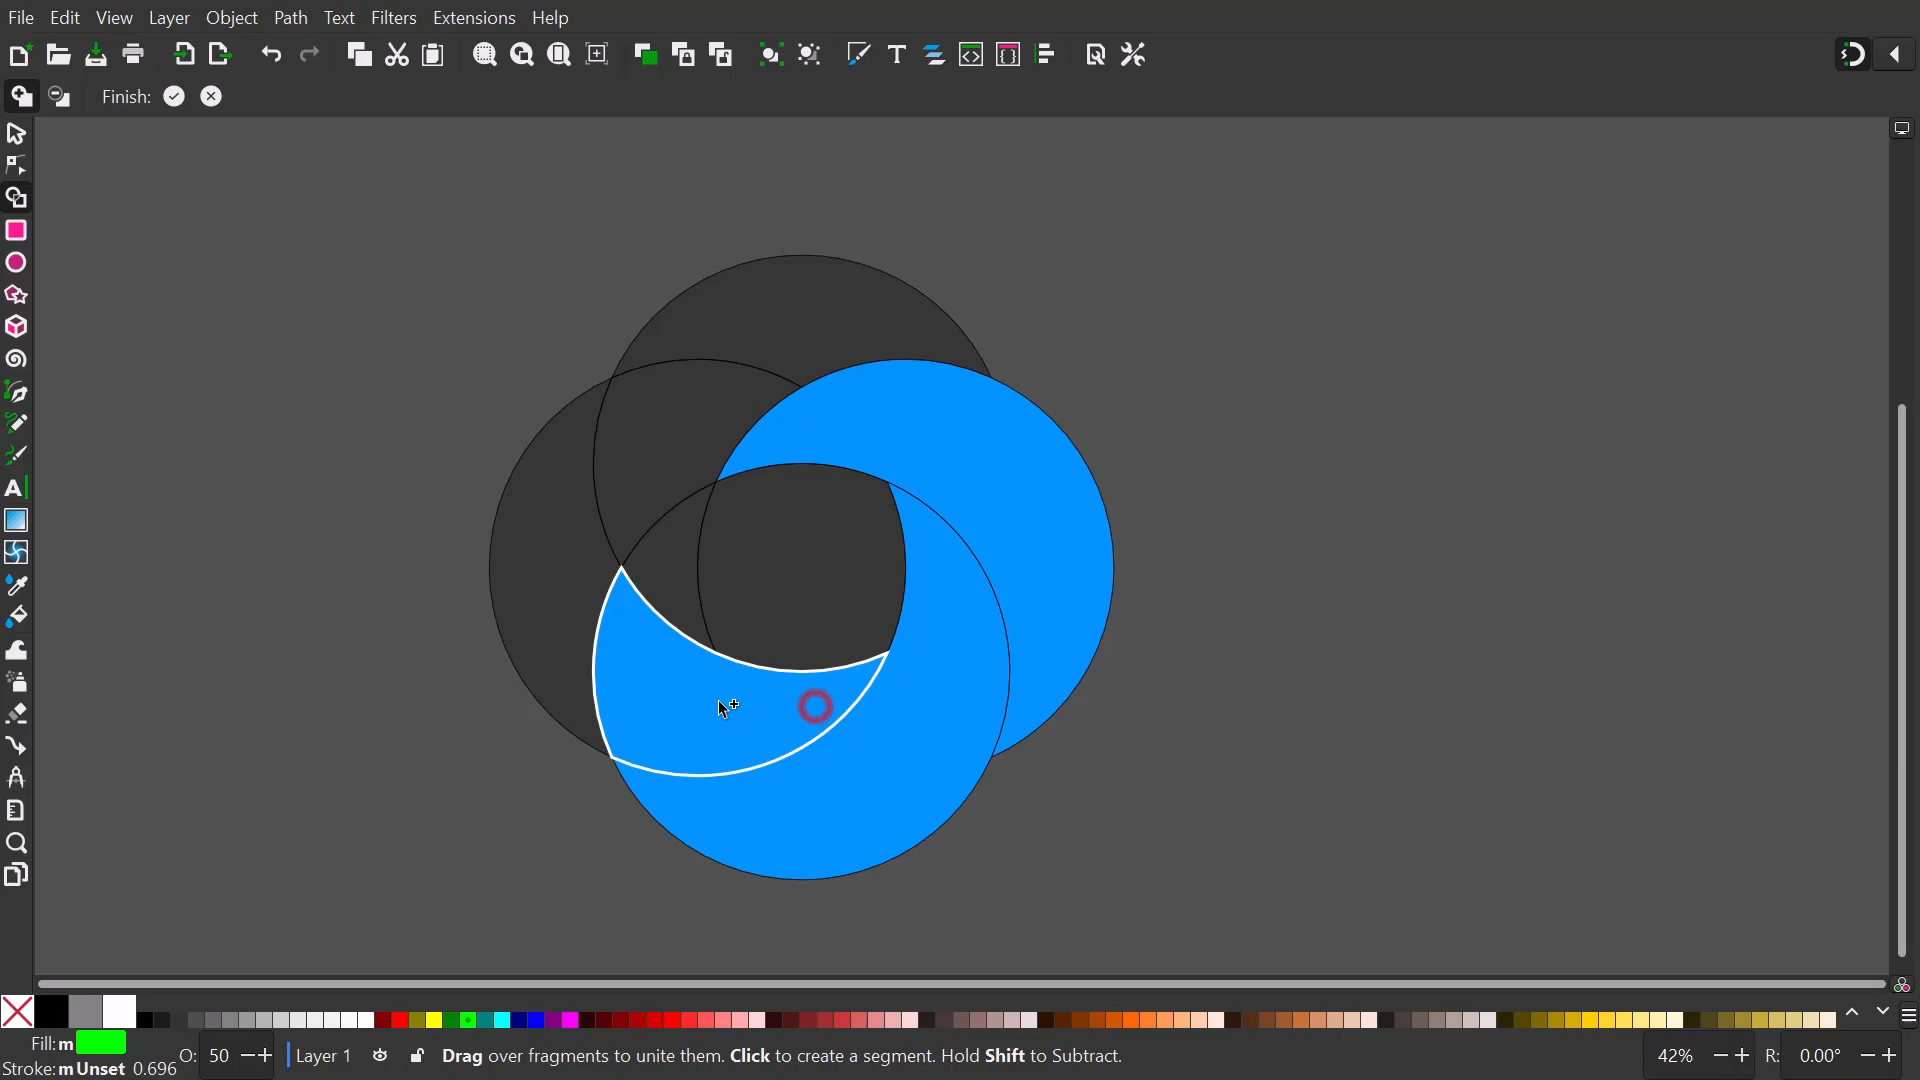 File Edit View Layer Object Path Text Filters Extensions Help
Finish:
Fill: m
Stroke: m Unset 0.696
O: 50
Layer 1
Drag over fragments to unite them. Click to create a segment. Hold Shift to Subtract.
42%
R: 0.00°